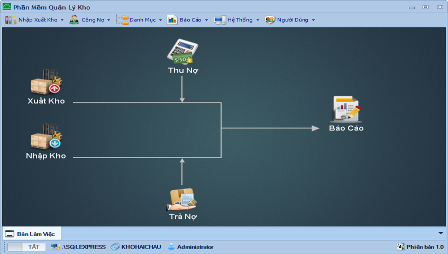 Phần Mềm Quản Lý Kho
Nhập Xuất Kho Công Nợ Danh Mục Báo Cáo Hệ Thống Người Dùng
Thu Nợ
Xuất Kho
Báo Cáo
Nhập Kho
Trả Nợ
Bàn Làm Việc
TẮT .\SQLEXPRESS KHOHAICHAU Administrator Phiên bản 1.0